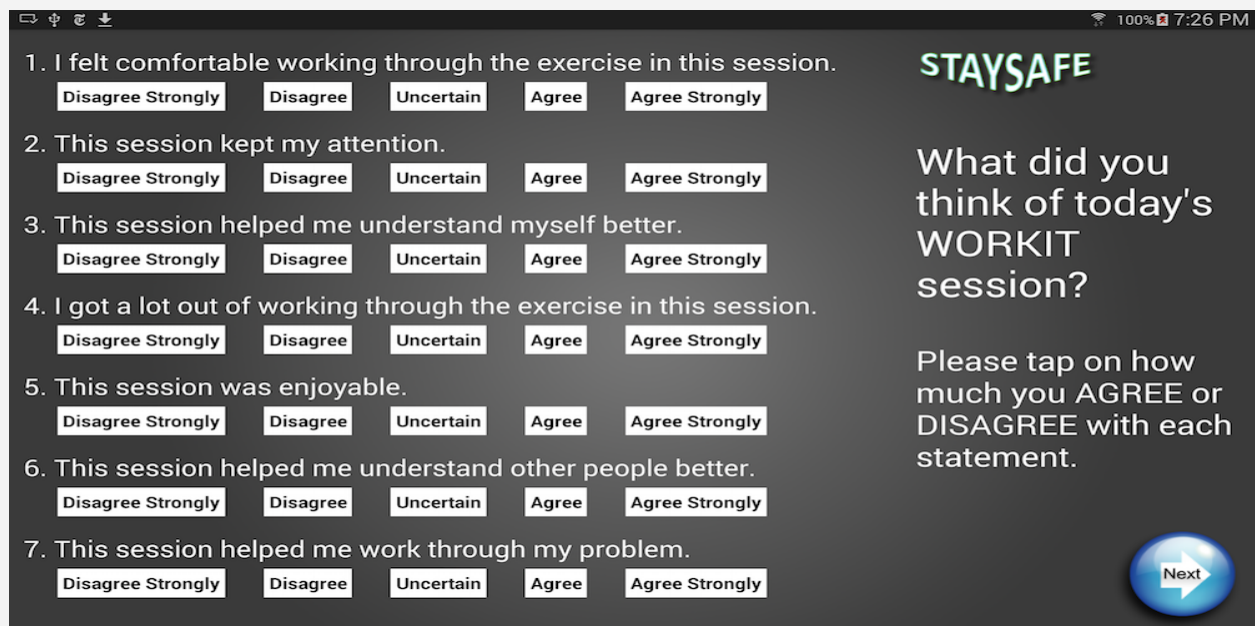 100% 7:26 PM
1. I felt comfortable working through the exercise in this session.
Disagree Strongly Disagree Uncertain Agree Agree Strongly
2. This session kept my attention.
Disagree Strongly Disagree Uncertain Agree Agree Strongly
3. This session helped me understand myself better.
Disagree Strongly Disagree Uncertain Agree Agree Strongly
4. I got a lot out of working through the exercise in this session.
Disagree Strongly Disagree Uncertain Agree Agree Strongly
5. This session was enjoyable.
Disagree Strongly Disagree Uncertain Agree Agree Strongly
6. This session helped me understand other people better.
Disagree Strongly Disagree Uncertain Agree Agree Strongly
7. This session helped me work through my problem.
Disagree Strongly Disagree Uncertain Agree Agree Strongly
STAYSAFE
What did you
think of today's
WORKIT
session?
Please tap on how
much you AGREE or
DISAGREE with each
statement.
Next